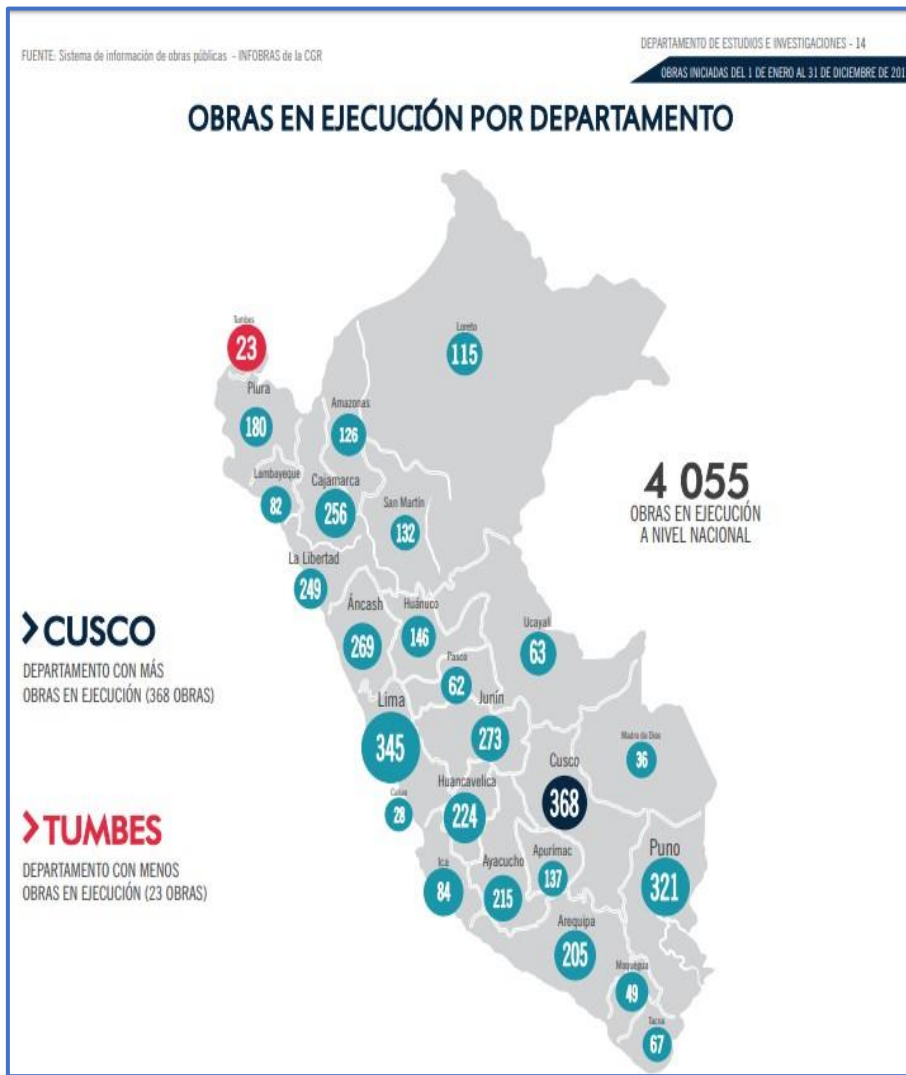 FUENTE: Sistema de información de obras públicas - INFOBRAS de la CGR
DEPARTAMENTO DE ESTUDIOS E INVESTIGACIONES - 14
OBRAS INICIADAS DEL 1 DE ENERO AL 31 DE DICIEMBRE DE 201
OBRAS EN EJECUCIÓN POR DEPARTAMENTO
Tumbes
23
Loreto
115
Piura
180
Amazonas
126
Lambayeque
82
Cajamarca
256
San Martín
132
4 055
OBRAS EN EJECUCIÓN
A NIVEL NACIONAL
La Libertad
249
Áncash
269
Huánuco
146
Ucayali
63
Pasco
62
>CUSCO
DEPARTAMENTO CON MÁS
OBRAS EN EJECUCIÓN (368 OBRAS)
Lima
345
Junín
273
Madre de Dios
36
Cusco
368
Callao
28
Huancavelica
224
>TUMBES
DEPARTAMENTO CON MENOS
OBRAS EN EJECUCIÓN (23 OBRAS)
Ica
84
Ayacucho
215
Apurímac
137
Puno
321
Arequipa
205
Moquegua
49
Tacna
67